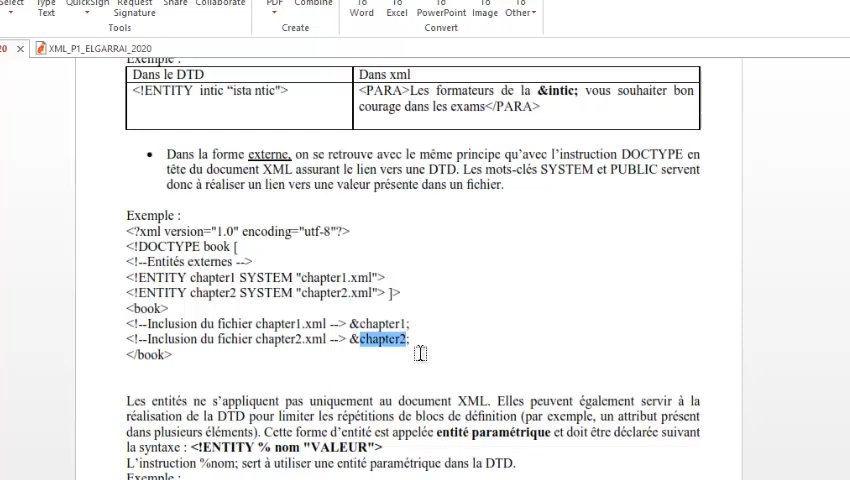 Select
Type
Text
QuickSign
Request
Signature
Share
Collaborate
PDF
Combine
To
Word
To
Excel
To
PowerPoint
To
Image
To
Other
Tools
Create
Convert
20 ×
XML_P1_ELGARRAI_2020
Exemple :
Dans le DTD
Dans xml
<!ENTITY intic “ista ntic">
<PARA>Les formateurs de la &intic; vous souhaiter bon
courage dans les exams</PARA>
• Dans la forme externe, on se retrouve avec le même principe qu’avec l’instruction DOCTYPE en
tête du document XML assurant le lien vers une DTD. Les mots-clés SYSTEM et PUBLIC servent
donc à réaliser un lien vers une valeur présente dans un fichier.
Exemple :
<?xml version="1.0" encoding="utf-8"?>
<!DOCTYPE book [
<!--Entités externes -->
<!ENTITY chapter1 SYSTEM "chapter1.xml">
<!ENTITY chapter2 SYSTEM "chapter2.xml"> ]>
<book>
<!--Inclusion du fichier chapter1.xml --> &chapter1;
<!--Inclusion du fichier chapter2.xml --> &chapter2;
</book>
Les entités ne s’appliquent pas uniquement au document XML. Elles peuvent également servir à la
réalisation de la DTD pour limiter les répétitions de blocs de définition (par exemple, un attribut présent
dans plusieurs éléments). Cette forme d’entité est appelée entité paramétrique et doit être déclarée suivant
la syntaxe : <!ENTITY % nom "VALEUR">
L’instruction %nom; sert à utiliser une entité paramétrique dans la DTD.
Exemple :